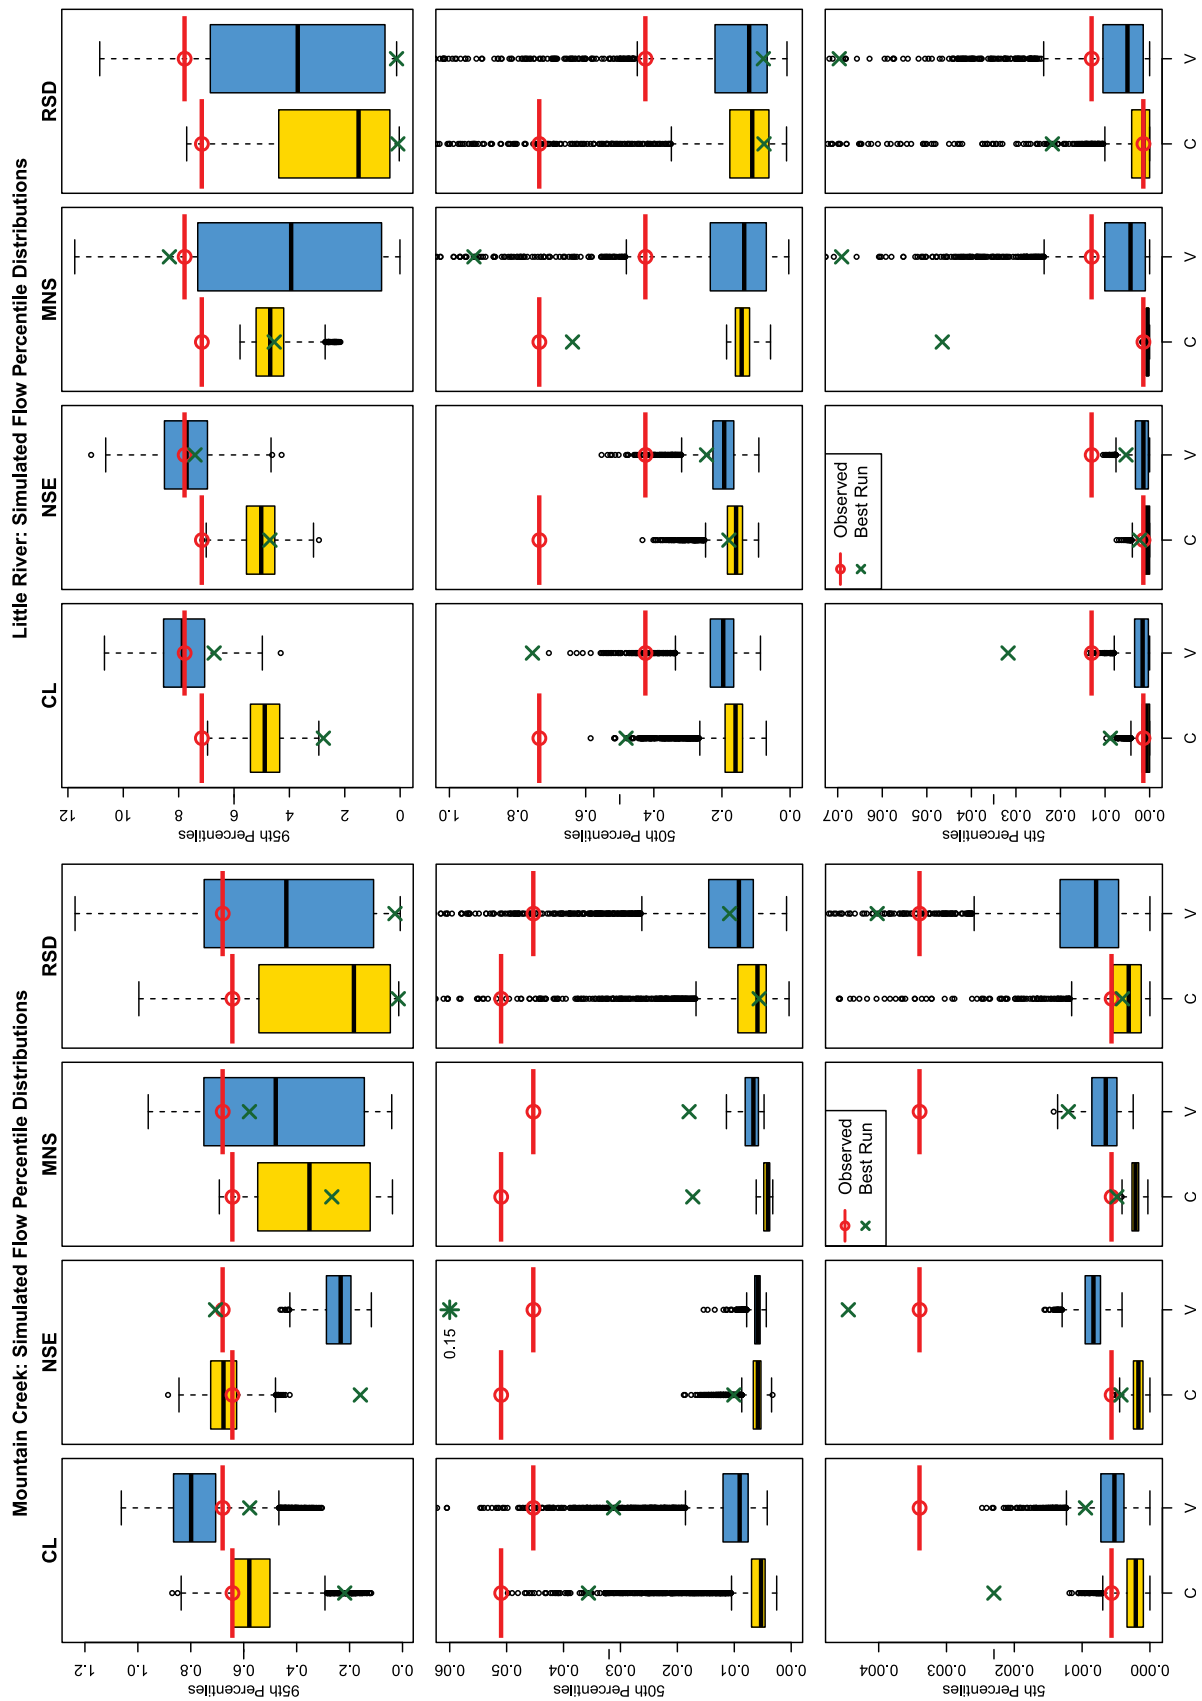 Mountain Creek: Simulated Flow Percentile Distributions
CL NSE MNS RSD
95th Percentiles
0.0 0.2 0.4 0.6 0.8 1.0 1.2
50th Percentiles
0.00 0.01 0.02 0.03 0.04 0.05 0.06
0.15
5th Percentiles
0.000 0.001 0.002 0.003 0.004
Observed
Best Run
C V C V C V C V
Little River: Simulated Flow Percentile Distributions
CL NSE MNS RSD
95th Percentiles
0 2 4 6 8 10 12
50th Percentiles
0.0 0.2 0.4 0.6 0.8 1.0
5th Percentiles
0.00 0.01 0.02 0.03 0.04 0.05 0.06 0.07
Observed
Best Run
C V C V C V C V